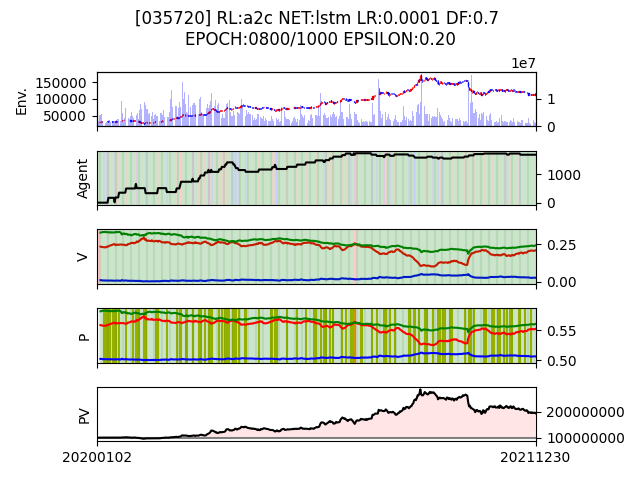 [035720] RL:a2c NET:lstm LR:0.0001 DF:0.7
EPOCH:0800/1000 EPSILON:0.20
1e7
Env.
150000
100000
50000
1
0
Agent
1000
0
V
0.25
0.00
P
0.55
0.50
PV
200000000
100000000
20200102
20211230